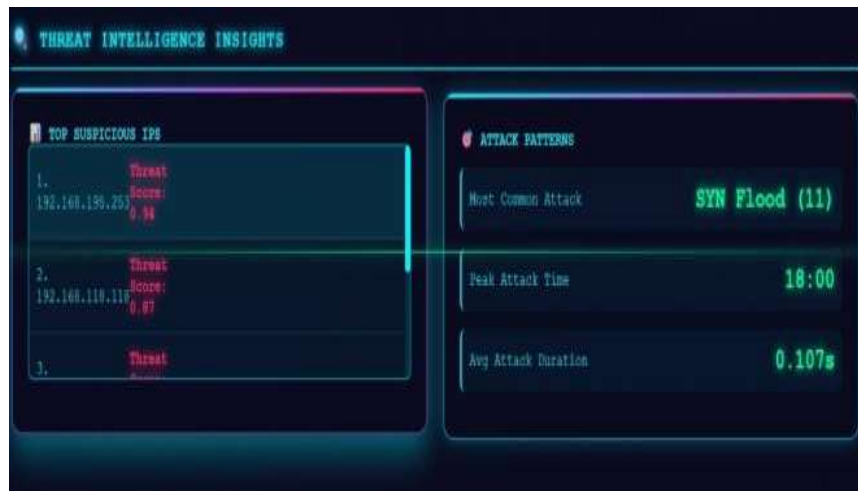 THREAT INTELLIGENCE INSIGHTS
TOP SUSPICIOUS IPS
1.
192.168.195.253
Threat
Score:
0.94
2.
192.168.118.118
Threat
Score:
0.87
3.
Threat
ATTACK PATTERNS
Most Common Attack
SYN Flood (11)
Peak Attack Time
18:00
Avg Attack Duration
0.107s